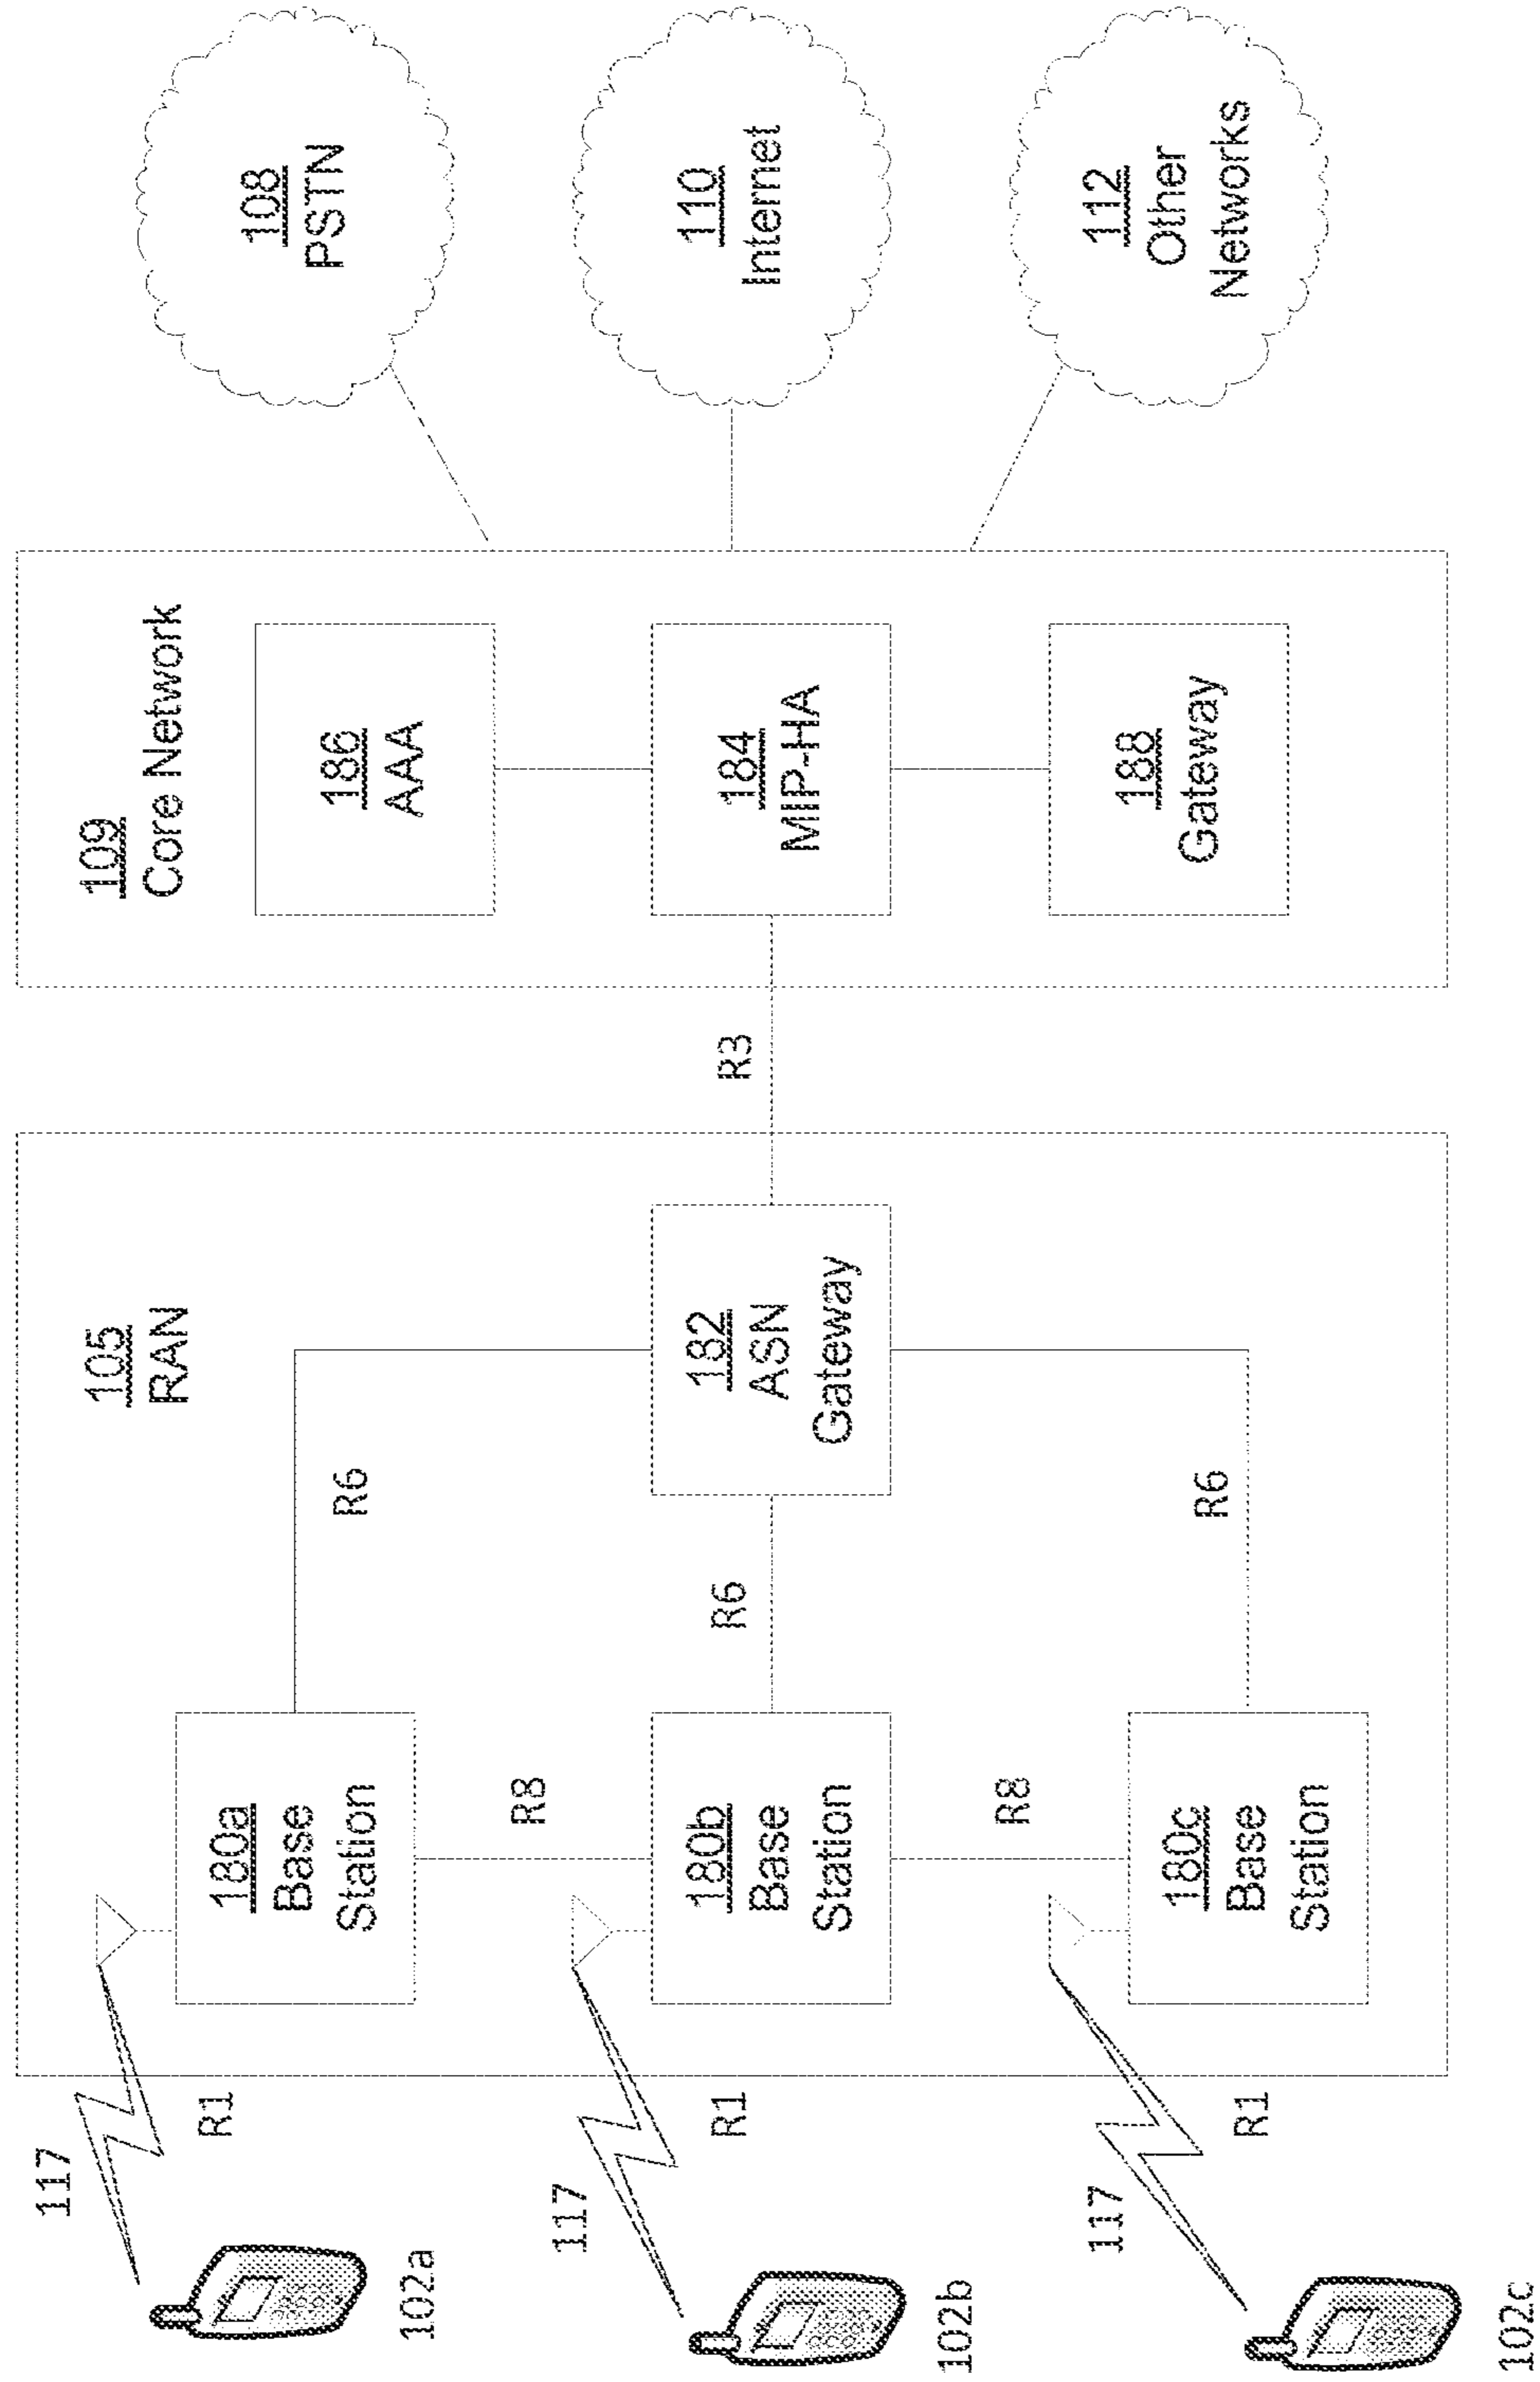 117
102a
R1
105
RAN
180a
Base
Station
R6
R8
117
102b
R1
180b
Base
Station
R6
182
ASN
Gateway
R3
R8
117
102c
R1
180c
Base
Station
R6
109
Core Network
186
AAA
184
MIP-HA
188
Gateway
108
PSTN
110
Internet
112
Other
Networks